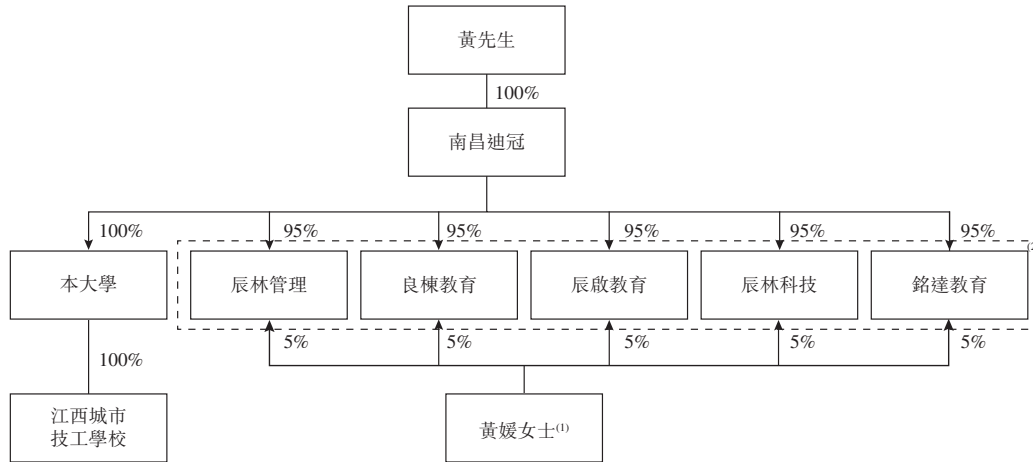 黃先生
100%
南昌迪冠
100%
95%
95%
95%
95%
95%
(2
本大學
辰林管理
良棟教育
辰啟教育
辰林科技
銘達教育
100%
5%
5%
5%
5%
5%
江西城市
技工學校
黃媛女士(1)